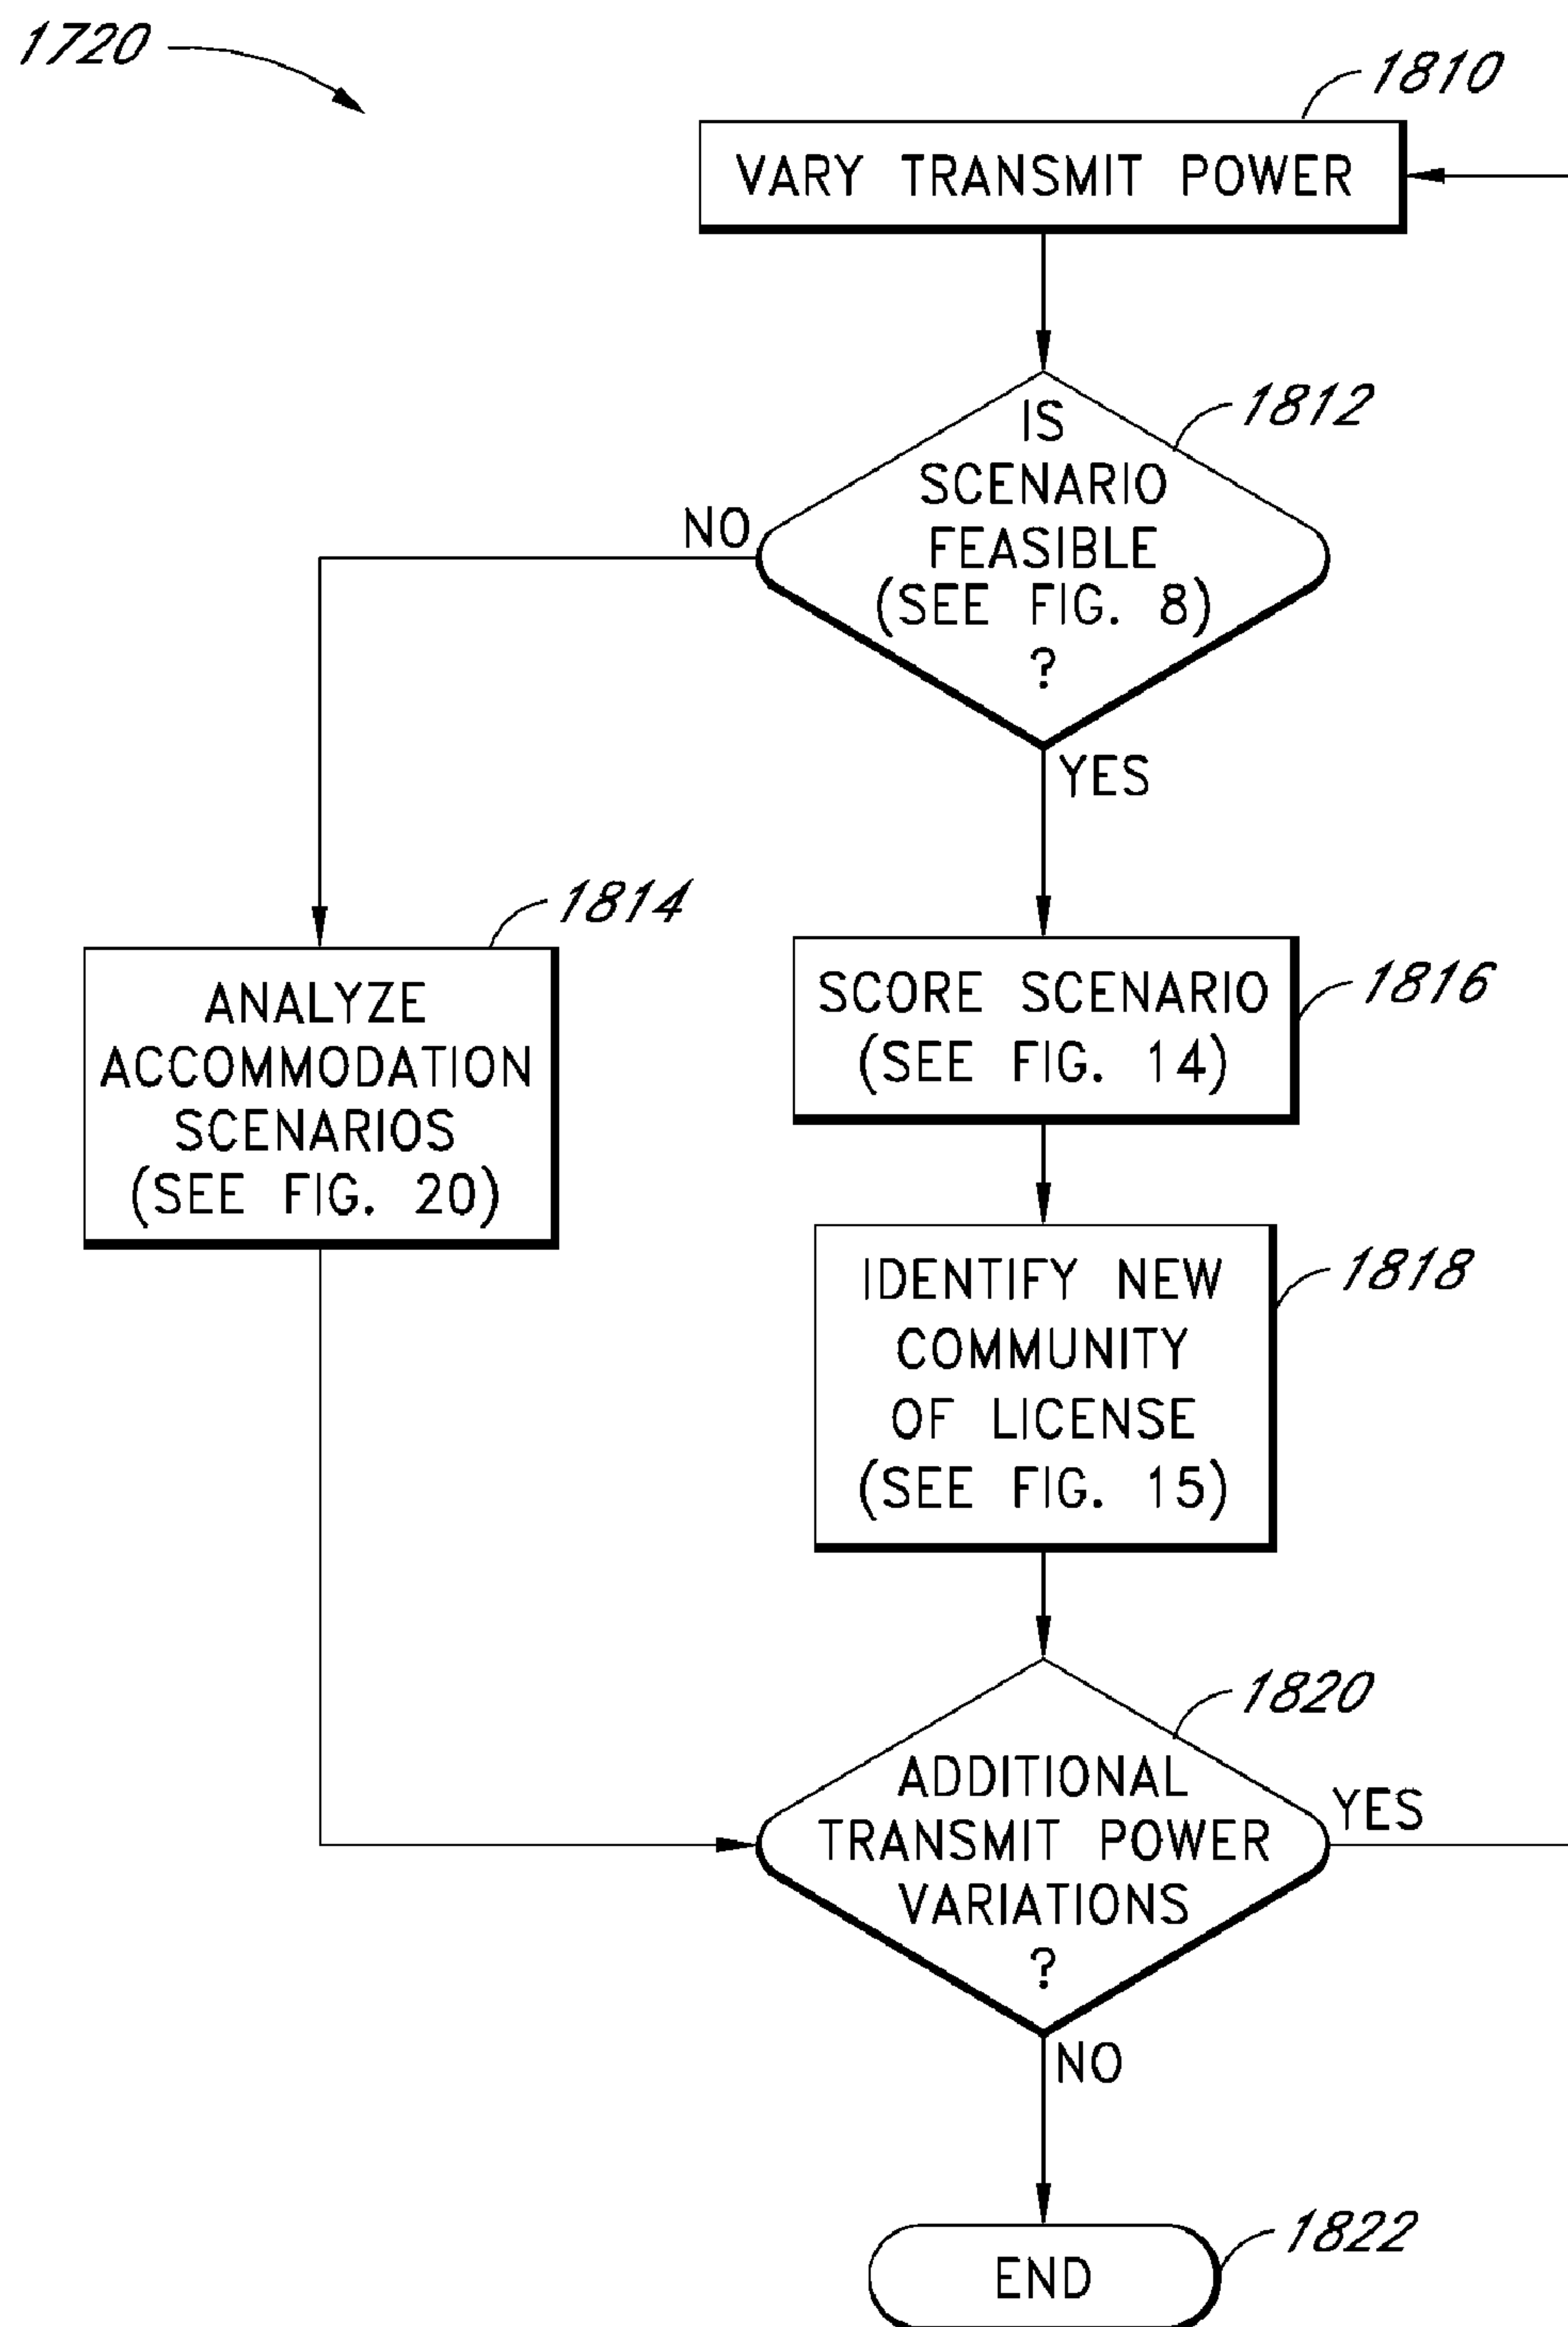 1720
1810
VARY TRANSMIT POWER
1812
IS
SCENARIO
FEASIBLE
(SEE FIG. 8)
?
NO
YES
1814
ANALYZE
ACCOMMODATION
SCENARIOS
(SEE FIG. 20)
1816
SCORE SCENARIO
(SEE FIG. 14)
1818
IDENTIFY NEW
COMMUNITY
OF LICENSE
(SEE FIG. 15)
1820
ADDITIONAL
TRANSMIT POWER
VARIATIONS
?
YES
NO
1822
END